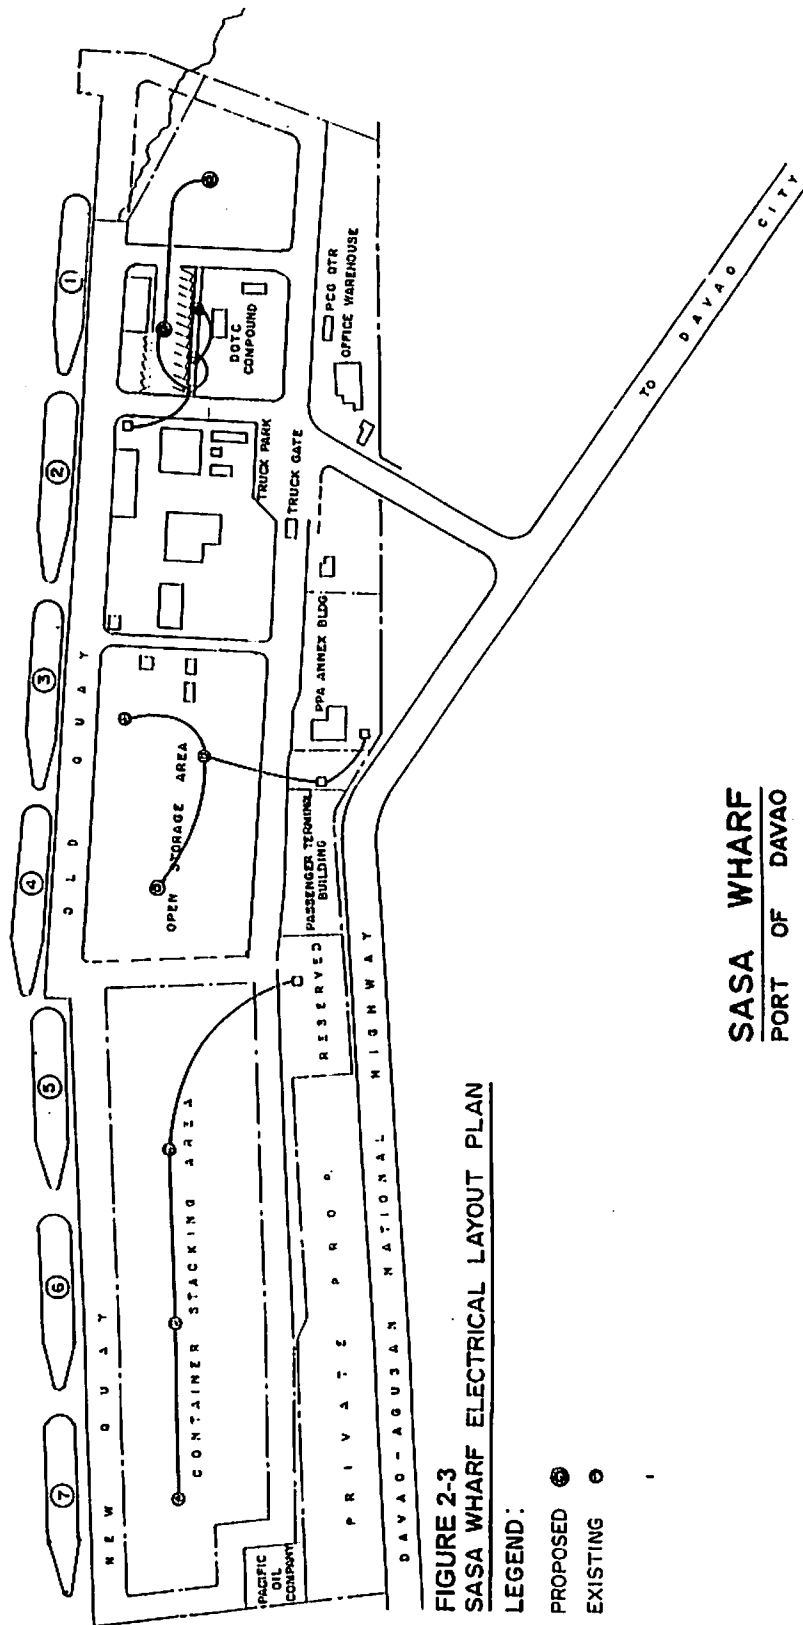 7
6
5
4
3
2
1
NEW QUAY
OLD QUAY
CONTAINER STACKING AREA
OPEN STORAGE AREA
DOTC
COMPOUND
TRUCK PARK
TRUCK GATE
PCG QTR
OFFICE WAREHOUSE
PACIFIC
OIL
COMPANY
RESERVED
PASSENGER TERMINAL
BUILDING
PPA ANNEX BLDG.
PRIVATE PROP.
DAVAO-AGUSAN NATIONAL HIGHWAY
TO DAVAO CITY
FIGURE 2-3
SASA WHARF ELECTRICAL LAYOUT PLAN
LEGEND:
PROPOSED
EXISTING
SASA WHARF
PORT OF DAVAO